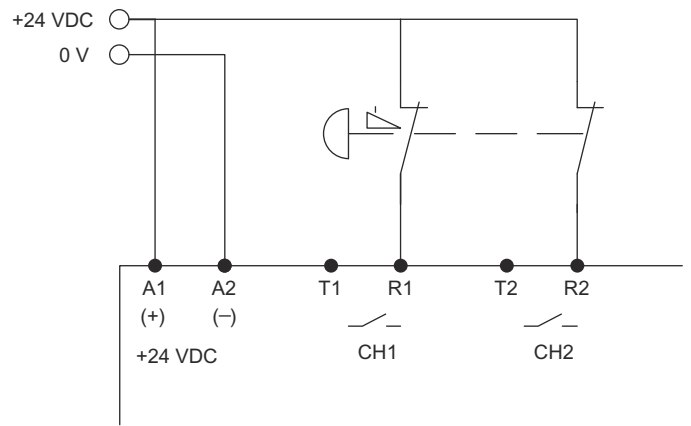 +24 VDC
0 V
A1 A2 T1 R1 T2 R2
(+) (–)
+24 VDC CH1 CH2